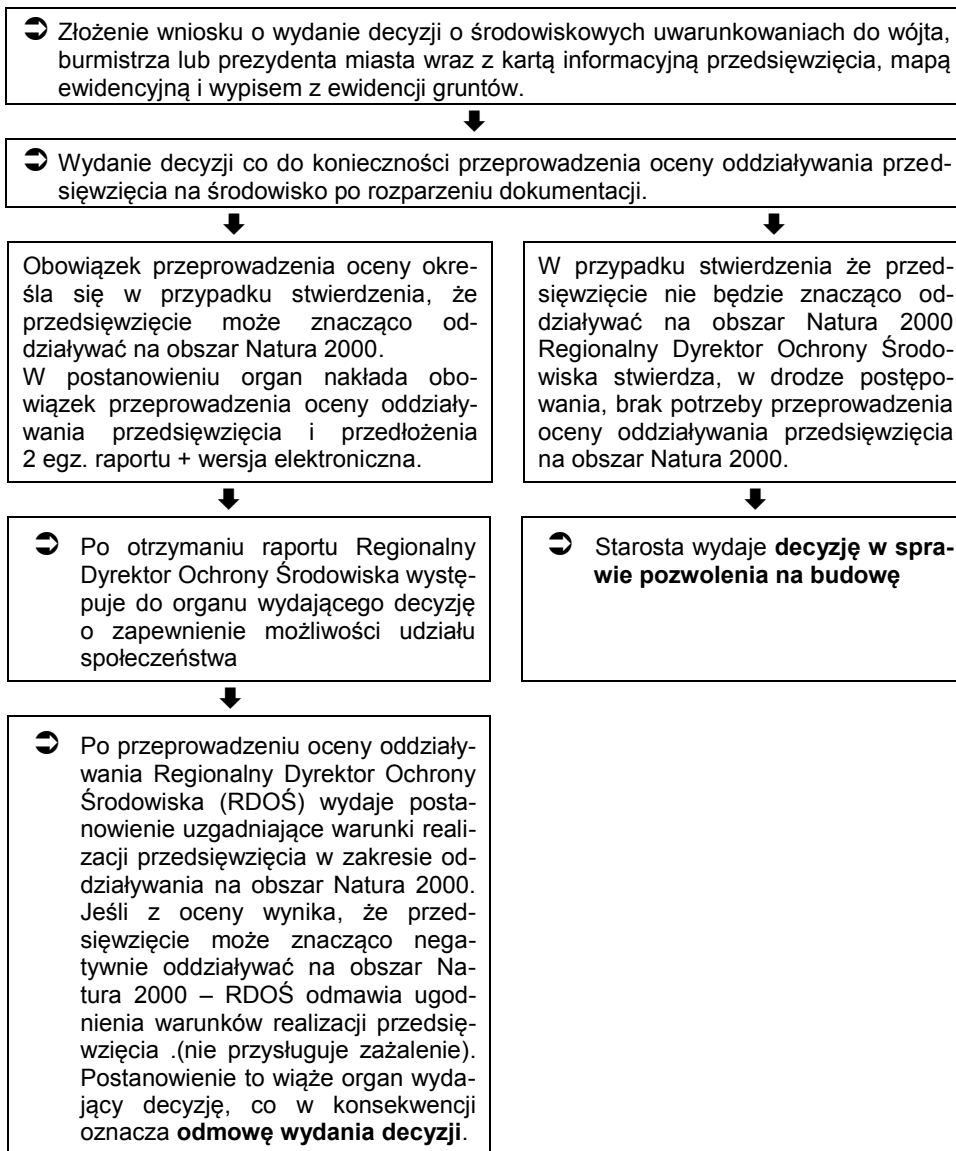 Złożenie wniosku o wydanie decyzji o środowiskowych uwarunkowaniach do wójta,
burmistrza lub prezydenta miasta wraz z kartą informacyjną przedsięwzięcia, mapą
ewidencyjną i wypisem z ewidencji gruntów.
Wydanie decyzji co do konieczności przeprowadzenia oceny oddziaływania przed-
sięwzięcia na środowisko po rozparzeniu dokumentacji.
Obowiązek przeprowadzenia oceny okre-
śla się w przypadku stwierdzenia, że
przedsięwzięcie może znacząco od-
działywać na obszar Natura 2000.
W postanowieniu organ nakłada obo-
wiązek przeprowadzenia oceny oddziały-
wania przedsięwzięcia i przedłożenia
2 egz. raportu + wersja elektroniczna.
W przypadku stwierdzenia że przed-
sięwzięcie nie będzie znacząco od-
działywać na obszar Natura 2000
Regionalny Dyrektor Ochrony Środo-
wiska stwierdza, w drodze postępo-
wania, brak potrzeby przeprowadzenia
oceny oddziaływania przedsięwzięcia
na obszar Natura 2000.
Po otrzymaniu raportu Regionalny
Dyrektor Ochrony Środowiska wystę-
puje do organu wydającego decyzję
o zapewnienie możliwości udziału
społeczeństwa
Starosta wydaje decyzję w spra-
wie pozwolenia na budowę
Po przeprowadzeniu oceny oddziały-
wania Regionalny Dyrektor Ochrony
Środowiska (RDOŚ) wydaje posta-
nowienie uzgadniające warunki reali-
zacji przedsięwzięcia w zakresie od-
działywania na obszar Natura 2000.
Jeśli z oceny wynika, że przed-
sięwzięcie może znacząco nega-
tywnie oddziaływać na obszar Na-
tura 2000 – RDOŚ odmawia ugod-
nienia warunków realizacji przedsię-
wzięcia .(nie przysługuje zażalenie).
Postanowienie to wiąże organ wyda-
jący decyzję, co w konsekwencji
oznacza odmowę wydania decyzji.